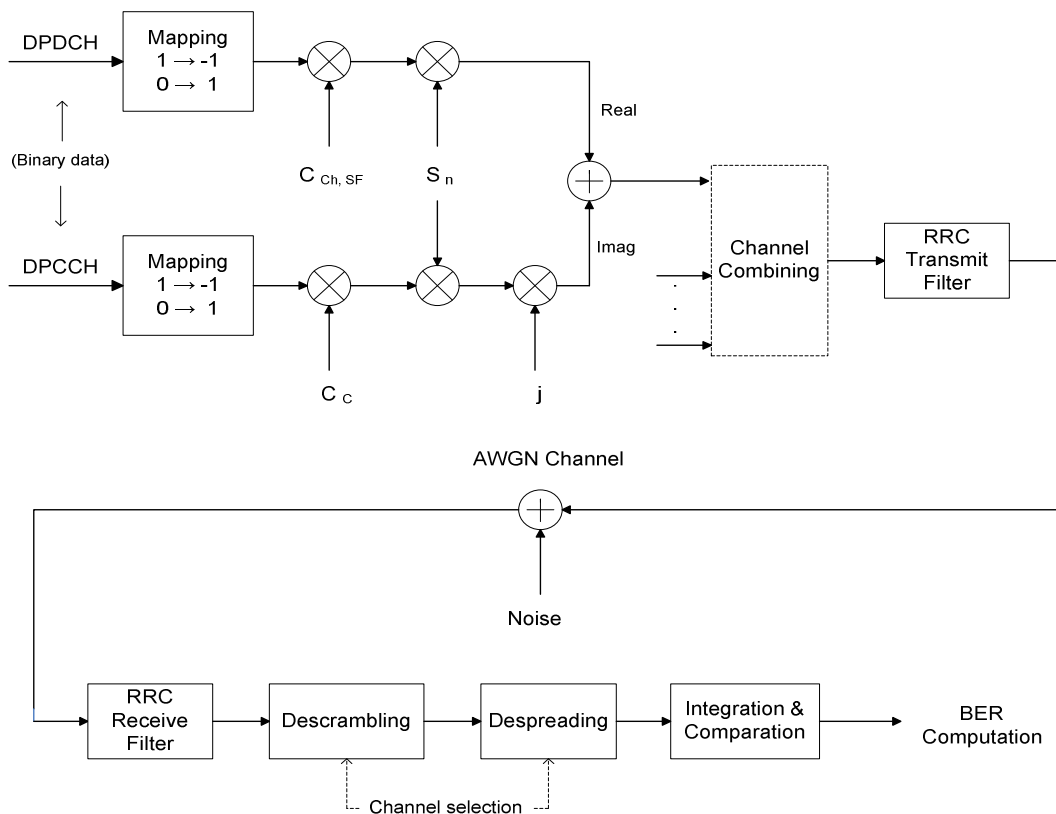 DPDCH
Mapping
1 → -1
0 → 1
(Binary data)
C Ch, SF
S n
Real
DPCCH
Mapping
1 → -1
0 → 1
C C
j
Imag
Channel
Combining
RRC
Transmit
Filter
AWGN Channel
Noise
RRC
Receive
Filter
Descrambling
Despreading
Integration &
Comparation
BER
Computation
Channel selection